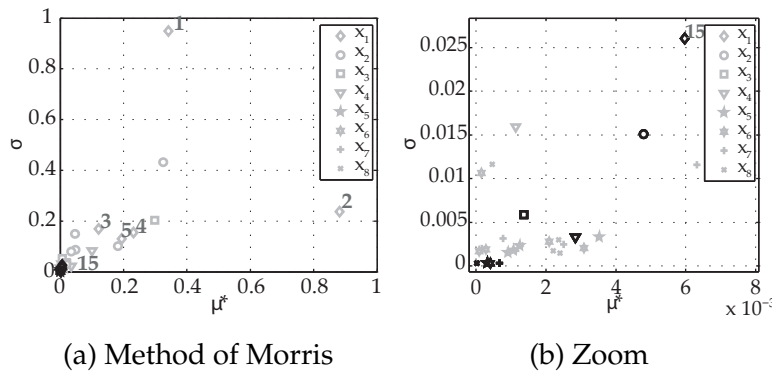 1
0.8
0.6
0.4
0.2
0
σ
0 0.2 0.4 0.6 0.8 1
μ*
1
2
3
5 4
15
X1
X2
X3
X4
X5
X6
X7
X8
(a) Method of Morris
0.025
0.02
0.015
0.01
0.005
0
σ
0 2 4 6 8
x 10⁻³
μ*
15
X1
X2
X3
X4
X5
X6
X7
X8
(b) Zoom